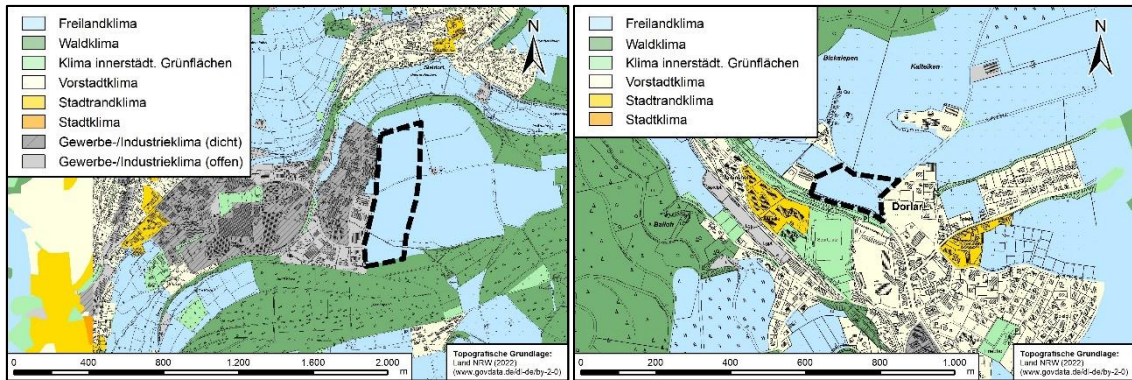 Freilandklima
Waldklima
Klima innerstädt. Grünflächen
Vorstadtklima
Stadtrandklima
Stadtklima
Gewerbe-/Industrieklima (dicht)
Gewerbe-/Industrieklima (offen)
N
0 400 800 1.200 1.600 2.000
m
Topografische Grundlage:
Land NRW (2022)
(www.govdata.de/dl-de/by-2-0)
Freilandklima
Waldklima
Klima innerstädt. Grünflächen
Vorstadtklima
Stadtrandklima
Stadtklima
N
Kalteiken
Dorlar
0 200 400 600 800 1.000
m
Topografische Grundlage:
Land NRW (2022)
(www.govdata.de/dl-de/by-2-0)